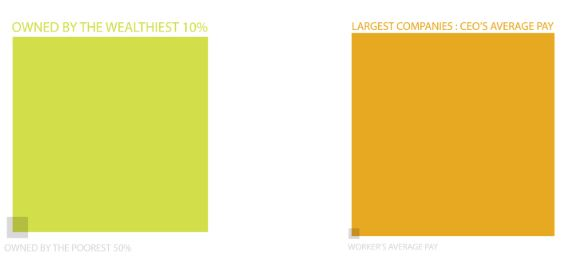 OWNED BY THE WEALTHIEST 10%
OWNED BY THE POOREST 50%
LARGEST COMPANIES : CEO'S AVERAGE PAY
WORKER'S AVERAGE PAY